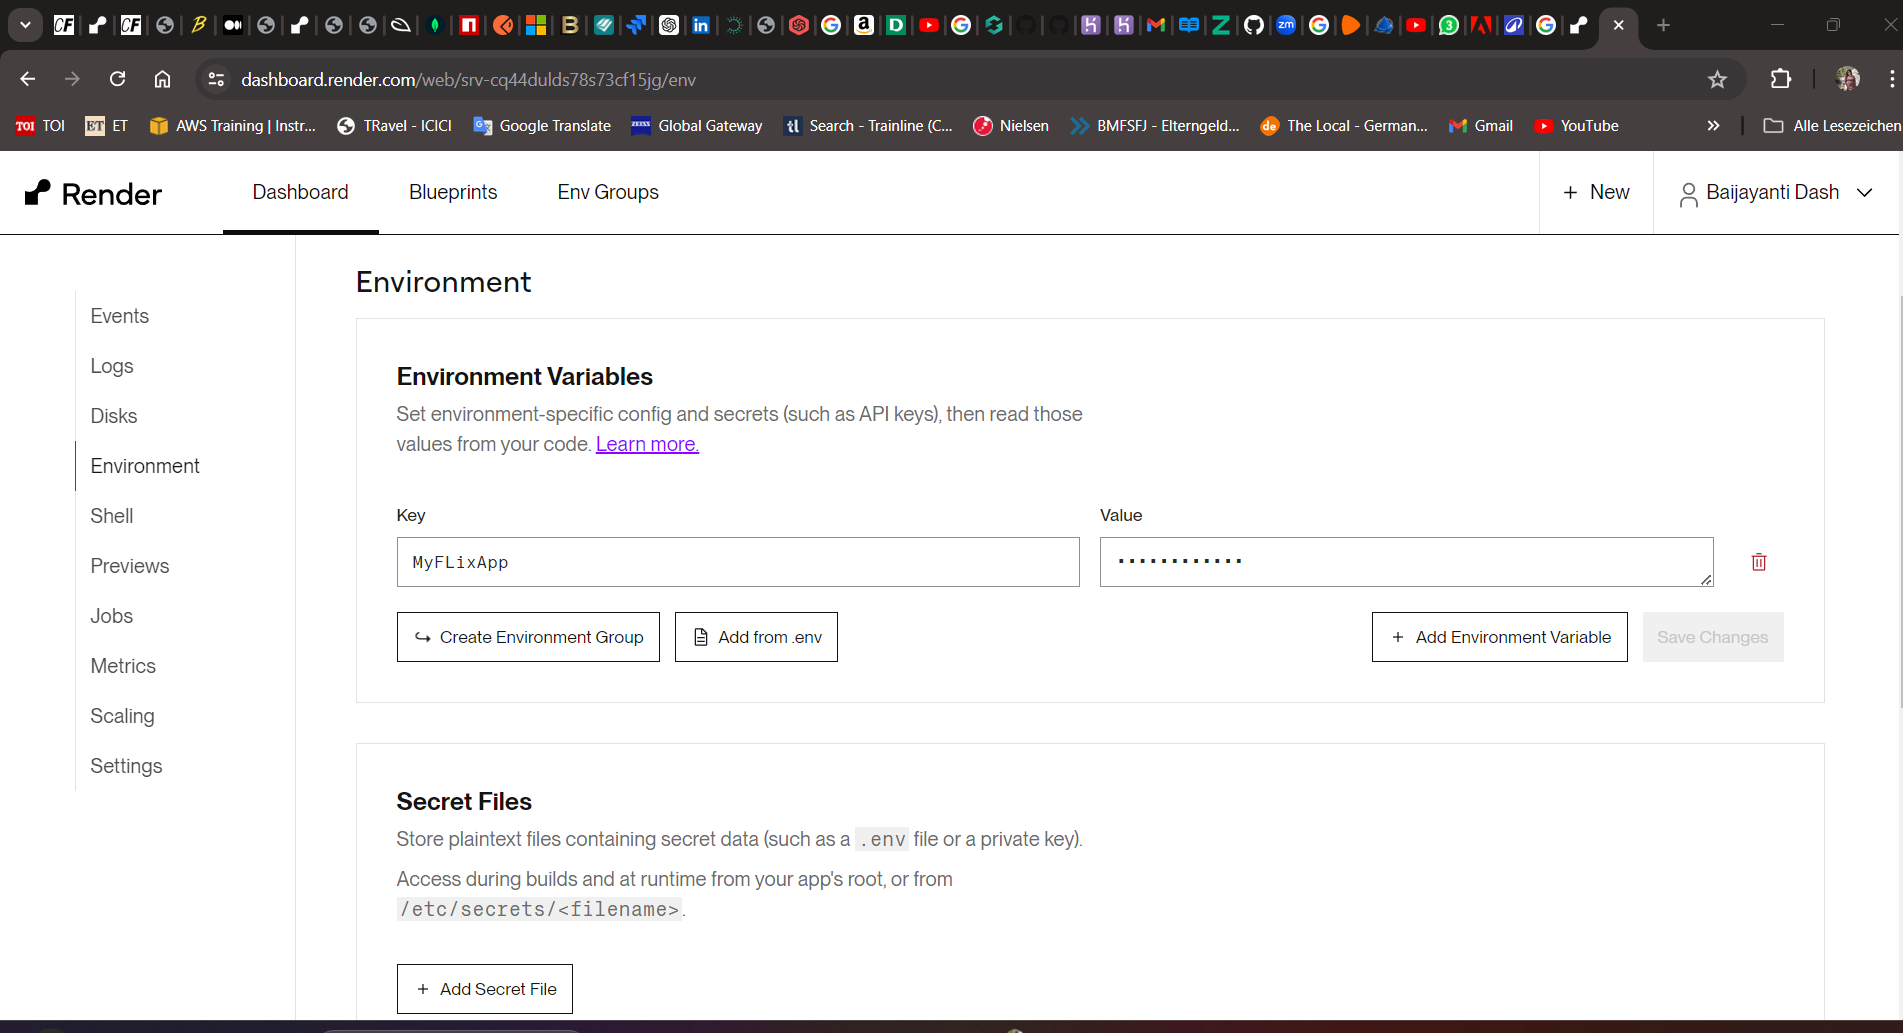 dashboard.render.com/web/srv-cq44dulds78s73cf15jg/env
TOI TOI ET ET AWS Training | Instr... TRavel - ICICI Google Translate ZEISS Global Gateway tl Search - Trainline (C... Nielsen BMFSFJ - Elterngeld... de The Local - German... Gmail YouTube Alle Lesezeichen
Render Dashboard Blueprints Env Groups + New Baijayanti Dash
Events
Logs
Disks
Environment
Shell
Previews
Jobs
Metrics
Scaling
Settings
Environment
Environment Variables
Set environment-specific config and secrets (such as API keys), then read those
values from your code. Learn more.
Key Value
MyFLixApp ············
Create Environment Group Add from .env + Add Environment Variable Save Changes
Secret Files
Store plaintext files containing secret data (such as a .env file or a private key).
Access during builds and at runtime from your app's root, or from
/etc/secrets/<filename>.
+ Add Secret File